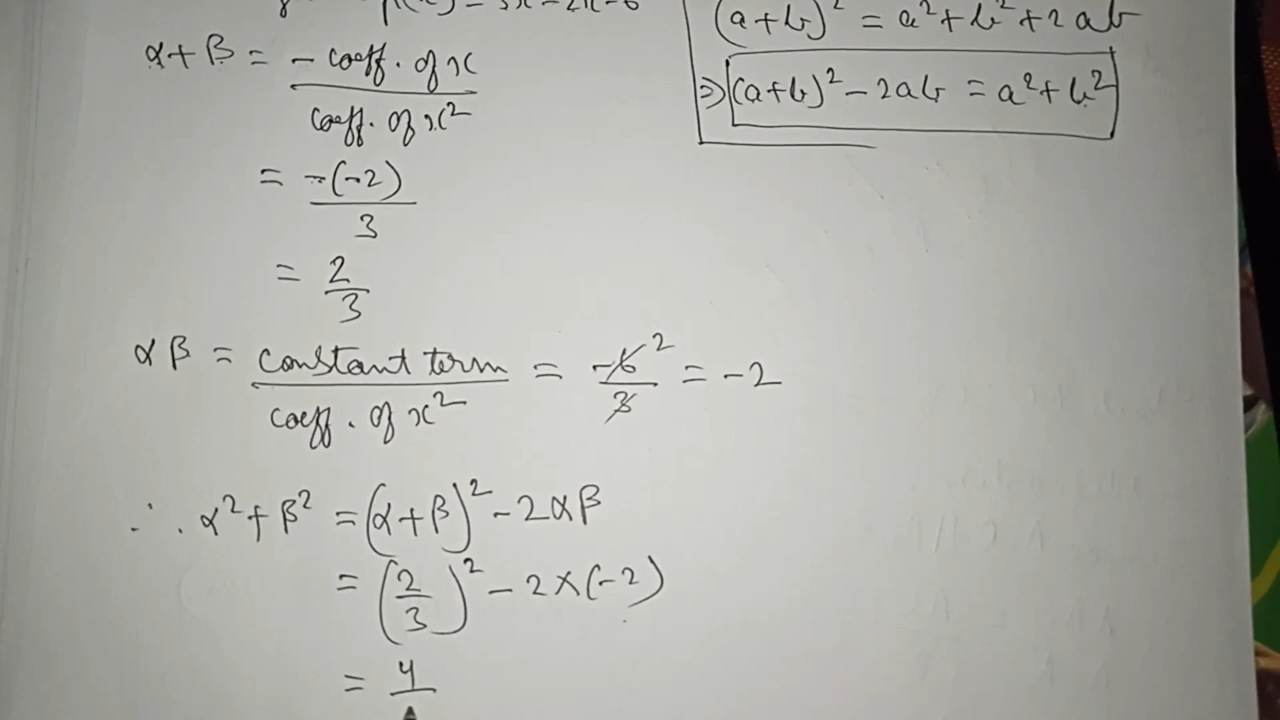 (a+b)² = a²+b²+2ab
⇒ (a+b)² - 2ab = a²+b²
α+β = - coeff. of x / coeff. of x²
= -(-2) / 3
= 2/3
αβ = constant term / coeff. of x² = -6 2 / 3 = -2
∴ α²+β² = (α+β)² - 2αβ
= (2/3)² - 2×(-2)
= 4